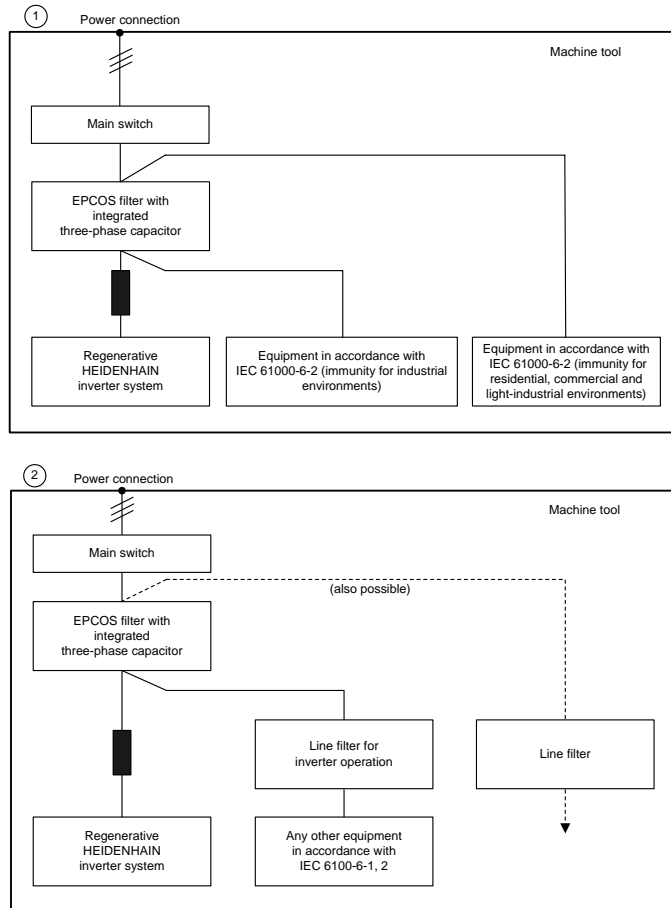 1
Power connection
Machine tool
Main switch
EPCOS filter with
integrated
three-phase capacitor
Regenerative
HEIDENHAIN
inverter system
Equipment in accordance with
IEC 61000-6-2 (immunity for industrial
environments)
Equipment in accordance with
IEC 61000-6-2 (immunity for
residential, commercial and
light-industrial environments)
2
Power connection
Machine tool
Main switch
(also possible)
EPCOS filter with
integrated
three-phase capacitor
Line filter for
inverter operation
Line filter
Regenerative
HEIDENHAIN
inverter system
Any other equipment
in accordance with
IEC 6100-6-1, 2